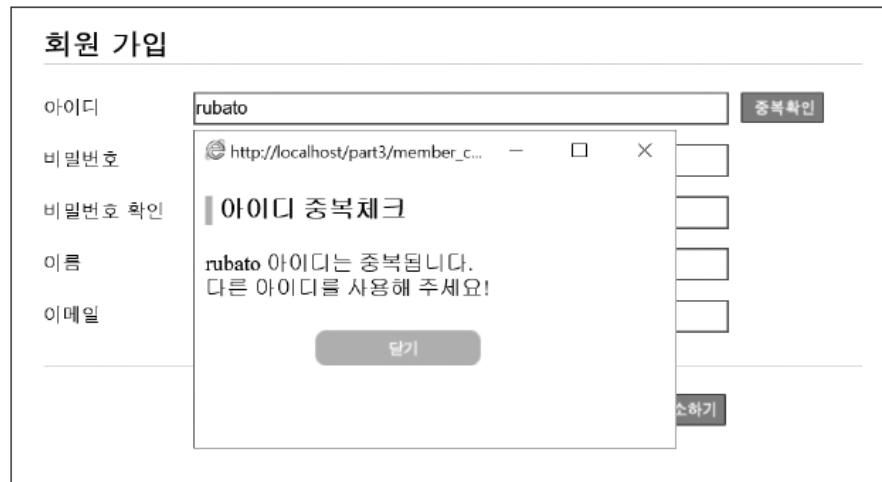 회원 가입
아이디
rubato
중복확인
http://localhost/part3/member_c...
비밀번호
아이디 중복체크
비밀번호 확인
rubato 아이디는 중복됩니다.
이름
다른 아이디를 사용해 주세요!
이메일
닫기
소하기